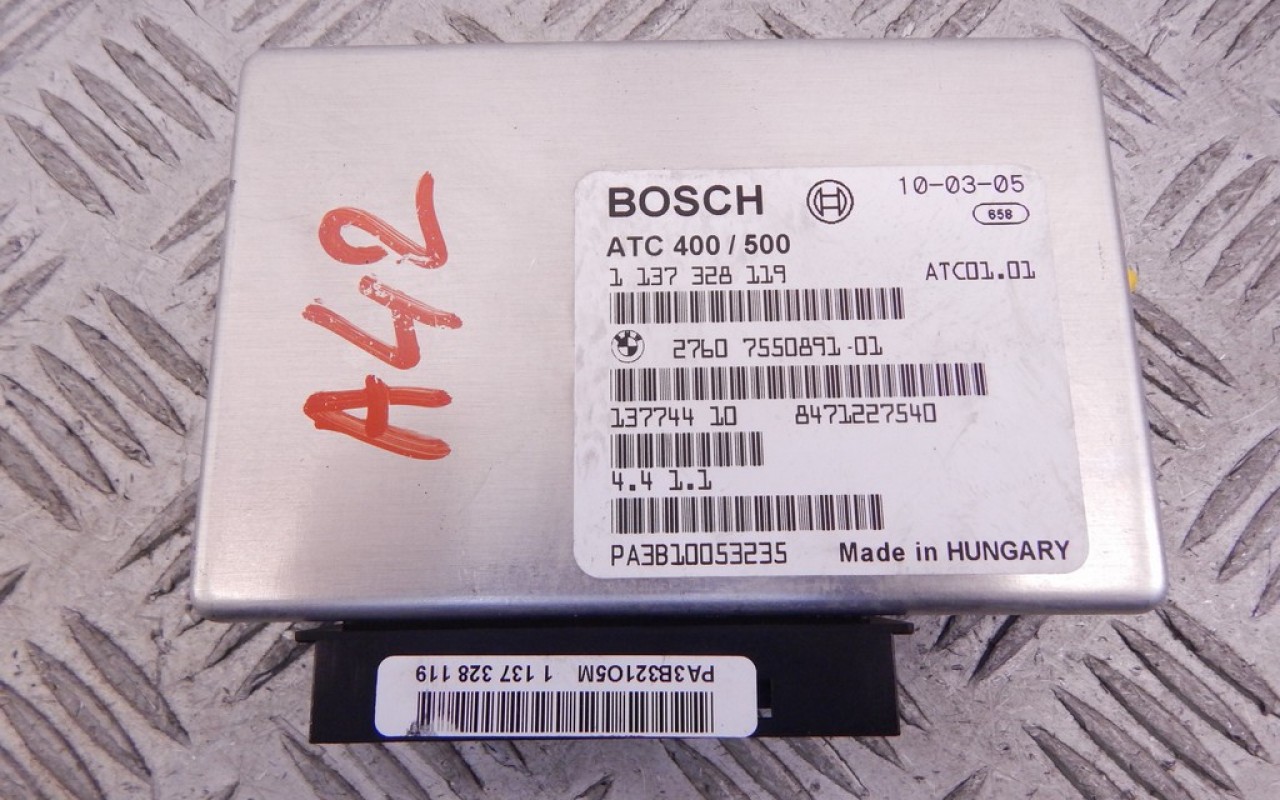 A42
BOSCH 10-03-05
658
ATC 400 / 500
1 137 328 119 ATC01.01
2760 7550891-01
137744 10 8471227540
4.4 1.1
PA3B10053235 Made in HUNGARY
PA3B32105M 1 137 328 119